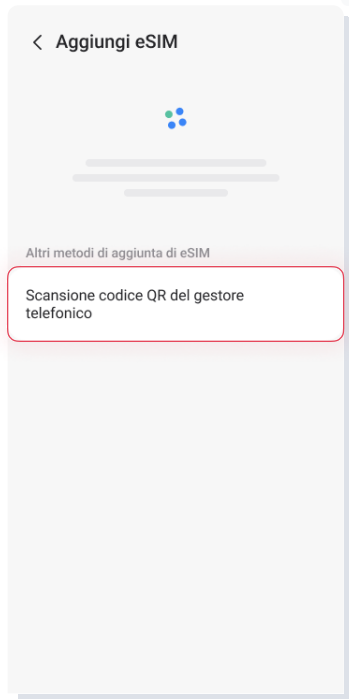 Aggiungi eSIM
Altri metodi di aggiunta di eSIM
Scansione codice QR del gestore
telefonico